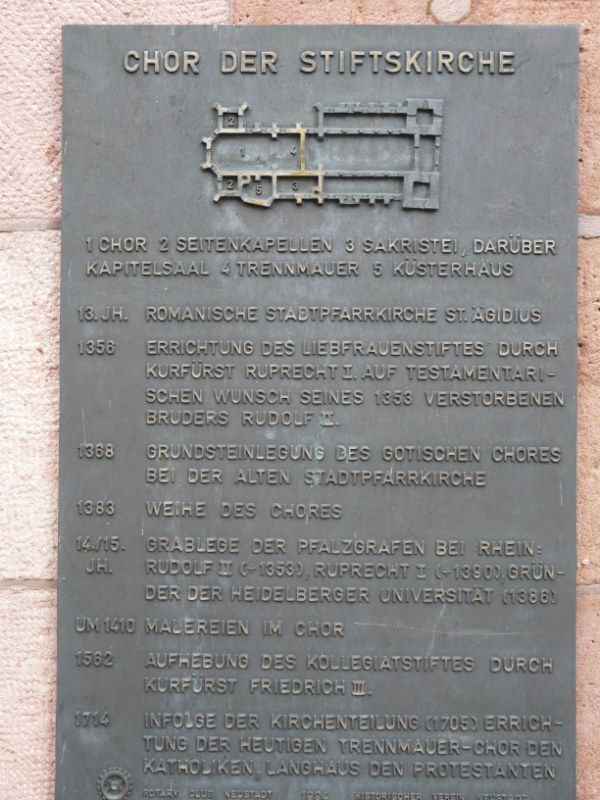 CHOR DER STIFTSKIRCHE
2
1 4
2 5 3
1 CHOR 2 SEITENKAPELLEN 3 SAKRISTEI, DARÜBER
KAPITELSAAL 4 TRENNMAUER 5 KÜSTERHAUS
13. JH. ROMANISCHE STADTPFARRKIRCHE ST. ÄGIDIUS
1356 ERRICHTUNG DES LIEBFRAUENSTIFTES DURCH
KURFÜRST RUPRECHT I. AUF TESTAMENTARI-
SCHEN WUNSCH SEINES 1353 VERSTORBENEN
BRUDERS RUDOLF II.
1368 GRUNDSTEINLEGUNG DES GOTISCHEN CHORES
BEI DER ALTEN STADTPFARRKIRCHE
1383 WEIHE DES CHORES
14./15. GRABLEGE DER PFALZGRAFEN BEI RHEIN:
JH. RUDOLF II (+1353), RUPRECHT I (+1390), GRÜN-
DER DER HEIDELBERGER UNIVERSITÄT (1386)
UM 1410 MALEREIEN IM CHOR
1562 AUFHEBUNG DES KOLLEGIATSTIFTES DURCH
KURFÜRST FRIEDRICH III.
1714 INFOLGE DER KIRCHENTEILUNG (1705) ERRICH-
TUNG DER HEUTIGEN TRENNMAUER-CHOR DEN
KATHOLIKEN, LANGHAUS DEN PROTESTANTEN
ROTARY CLUB NEUSTADT HISTORISCHER VEREIN NEUSTADT